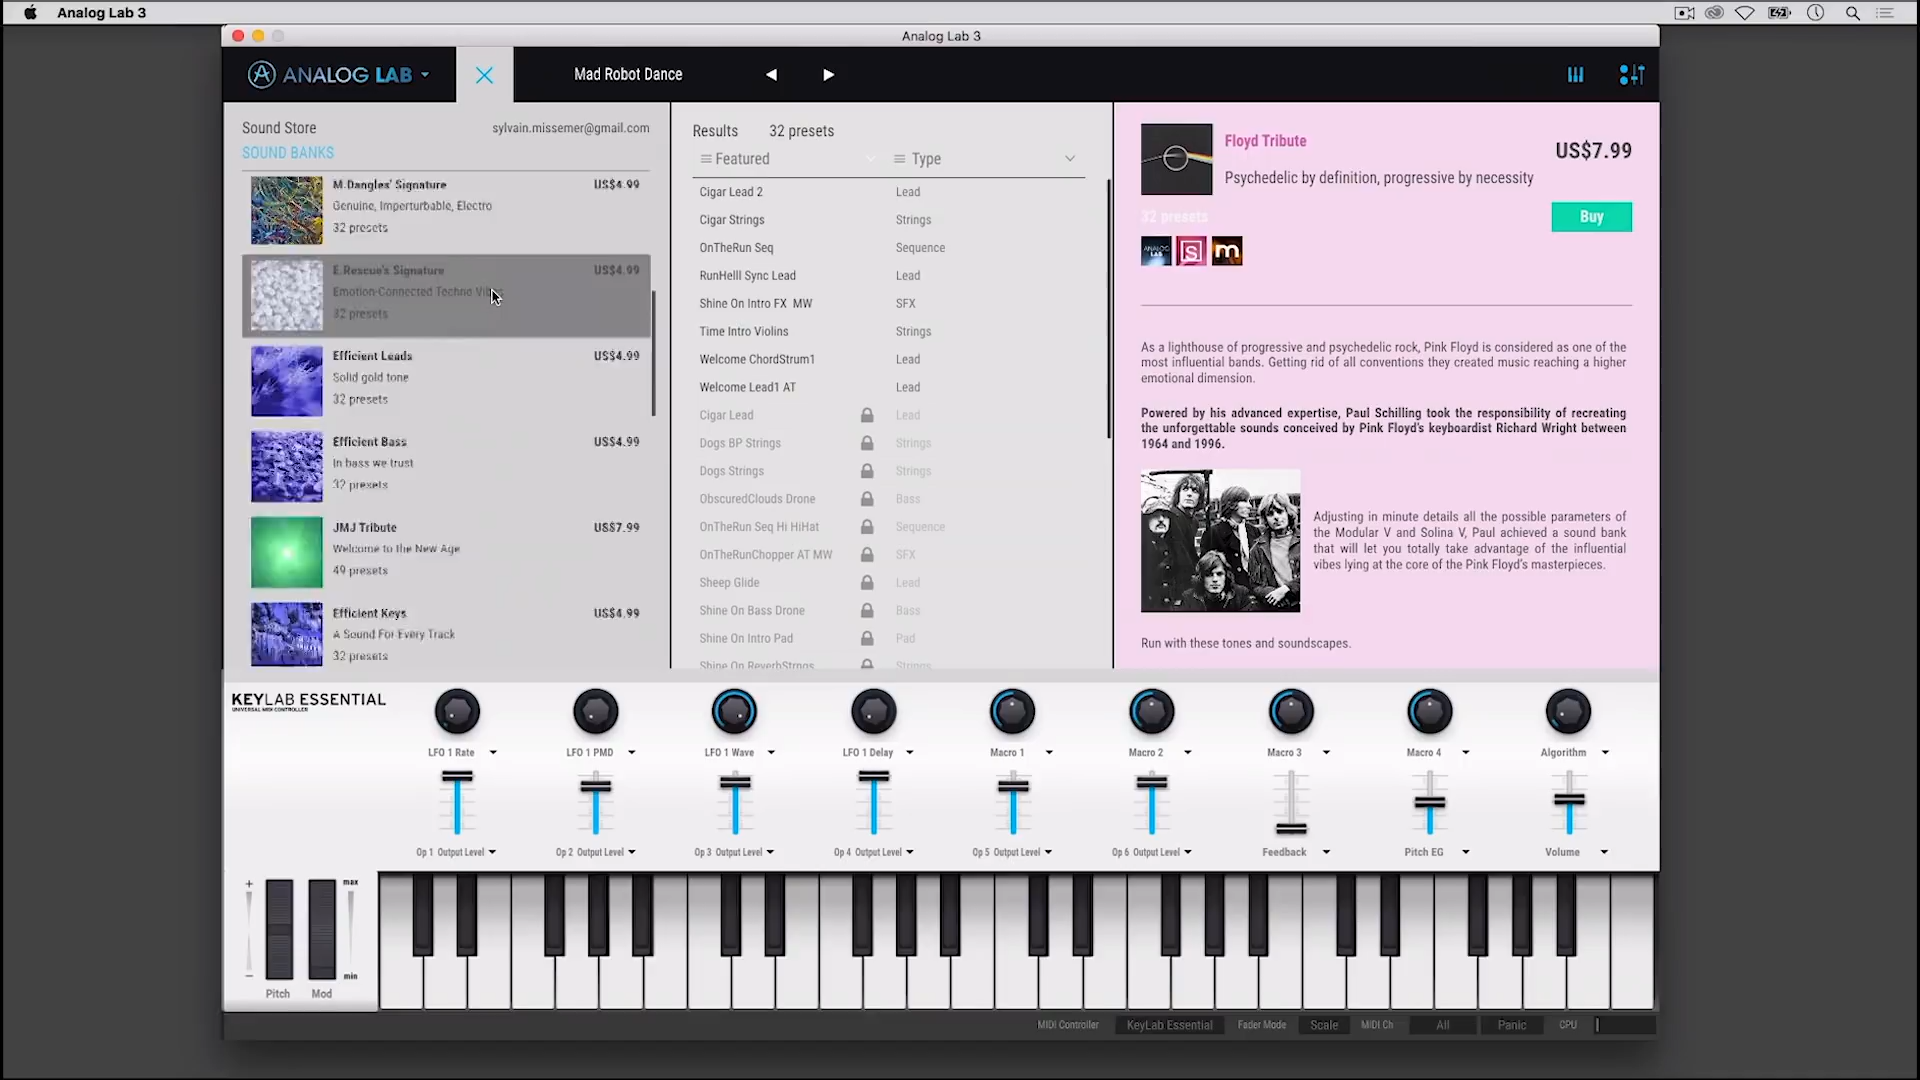 Analog Lab 3
Analog Lab 3
ANALOG LAB
Mad Robot Dance
Sound Store
sylvain.missemer@gmail.com
SOUND BANKS
M.Dangles' Signature US$4.99
Genuine, Imperturbable, Electro
32 presets
E.Rescue's Signature US$4.99
Emotion-Connected Techno
32 presets
Efficient Leads US$4.99
Solid gold tone
32 presets
Efficient Bass US$4.99
In bass we trust
32 presets
JMJ Tribute US$7.99
Welcome to the New Age
49 presets
Efficient Keys US$4.99
A Sound For Every Track
32 presets
Results 32 presets
Featured Type
Cigar Lead 2 Lead
Cigar Strings Strings
OnTheRun Seq Sequence
RunHelll Sync Lead Lead
Shine On Intro FX MW SFX
Time Intro Violins Strings
Welcome ChordStrum1 Lead
Welcome Lead1 AT Lead
Cigar Lead Lead
Dogs BP Strings Strings
Dogs Strings Strings
ObscuredClouds Drone Bass
OnTheRun Seq Hi HiHat Sequence
OnTheRunChopper AT MW SFX
Sheep Glide Lead
Shine On Bass Drone Bass
Shine On Intro Pad Pad
Shine On ReverbStrngs Strings
Floyd Tribute
US$7.99
Psychedelic by definition, progressive by necessity
32 presets
Buy
ANALOG LAB
S
m
As a lighthouse of progressive and psychedelic rock, Pink Floyd is considered as one of the
most influential bands. Getting rid of all conventions they created music reaching a higher
emotional dimension.
Powered by his advanced expertise, Paul Schilling took the responsibility of recreating
the unforgettable sounds conceived by Pink Floyd's keyboardist Richard Wright between
1964 and 1996.
Adjusting in minute details all the possible parameters of
the Modular V and Solina V, Paul achieved a sound bank
that will let you totally take advantage of the influential
vibes lying at the core of the Pink Floyd's masterpieces.
Run with these tones and soundscapes.
KEYLAB ESSENTIAL
UNIVERSAL MIDI CONTROLLER
LFO 1 Rate LFO 1 PMD LFO 1 Wave LFO 1 Delay Macro 1 Macro 2 Macro 3 Macro 4 Algorithm
Op 1 Output Level Op 2 Output Level Op 3 Output Level Op 4 Output Level Op 5 Output Level Op 6 Output Level Feedback Pitch EG Volume
+ max
- min
Pitch Mod
MIDI Controller KeyLab Essential Fader Mode Scale MIDI Ch All Panic CPU